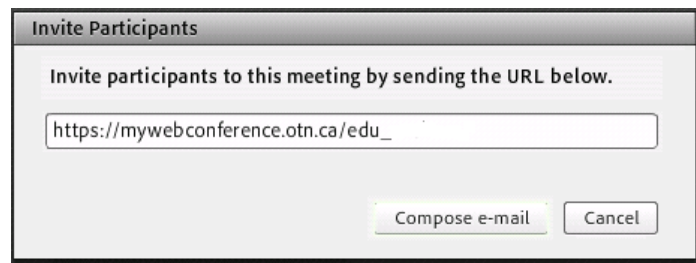 Invite Participants
Invite participants to this meeting by sending the URL below.
https://mywebconference.otn.ca/edu_
Compose e-mail Cancel